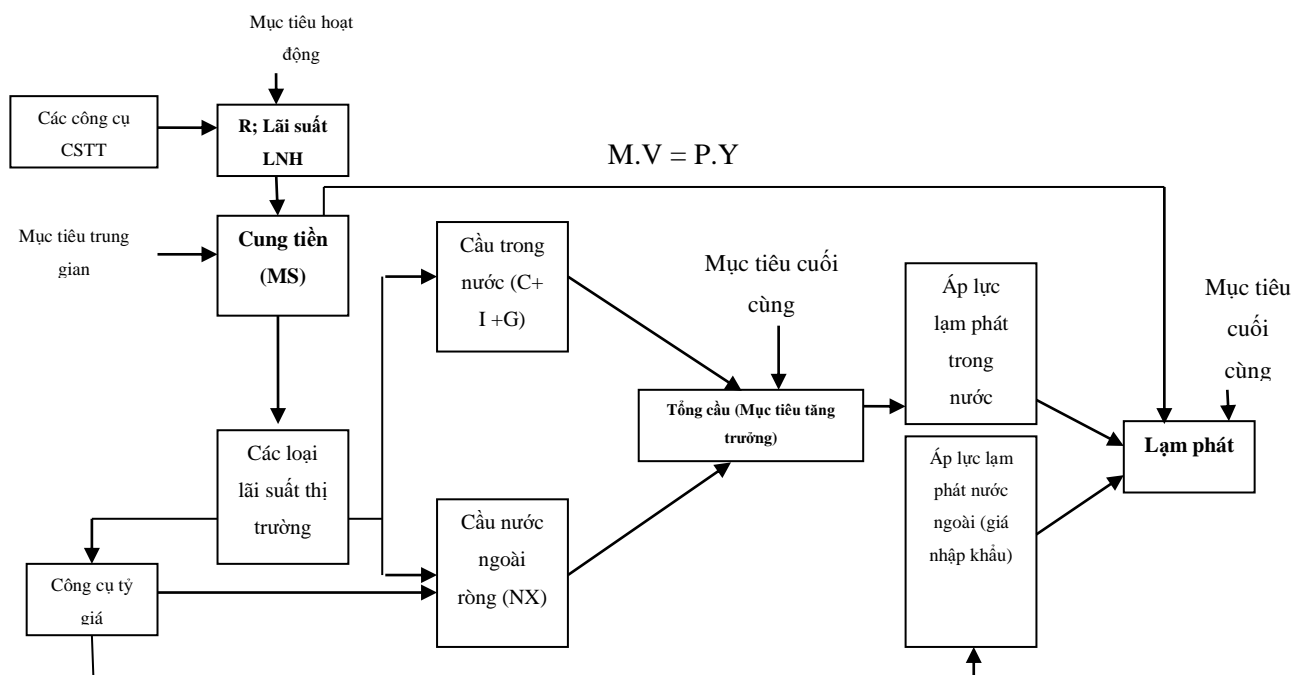 Mục tiêu hoạt
động
Các công cụ
CSTT
R; Lãi suất
LNH
M.V = P.Y
Mục tiêu trung
gian
Cung tiền
(MS)
Cầu trong
nước (C+
I +G)
Mục tiêu cuối
cùng
Áp lực
lạm phát
trong
nước
Mục tiêu
cuối
cùng
Tổng cầu (Mục tiêu tăng
trưởng)
Lạm phát
Các loại
lãi suất thị
trường
Cầu nước
ngoài
ròng (NX)
Áp lực lạm
phát nước
ngoài (giá
nhập khẩu)
Công cụ tỷ
giá